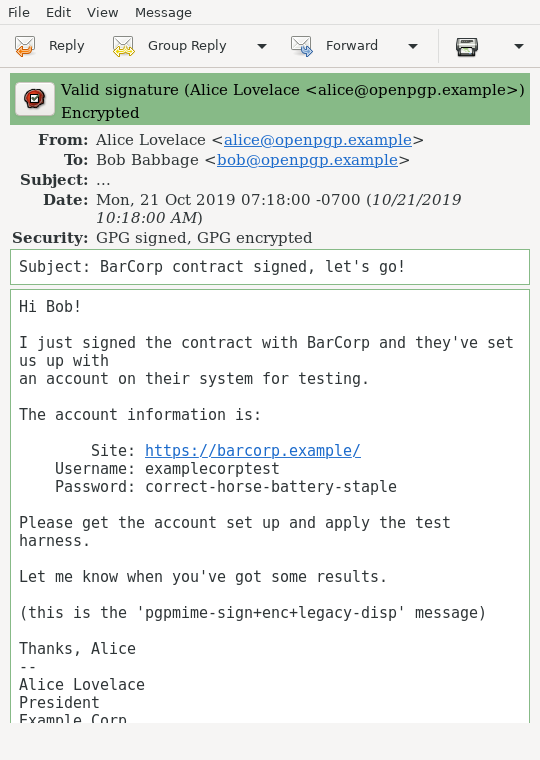 File Edit View Message
Reply Group Reply Forward
Valid signature (Alice Lovelace <alice@openpgp.example>)
Encrypted
From: Alice Lovelace <alice@openpgp.example>
To: Bob Babbage <bob@openpgp.example>
Subject: ...
Date: Mon, 21 Oct 2019 07:18:00 -0700 (10/21/2019
10:18:00 AM)
Security: GPG signed, GPG encrypted
Subject: BarCorp contract signed, let's go!
Hi Bob!
I just signed the contract with BarCorp and they've set
us up with
an account on their system for testing.
The account information is:
Site: https://barcorp.example/
Username: examplecorptest
Password: correct-horse-battery-staple
Please get the account set up and apply the test
harness.
Let me know when you've got some results.
(this is the 'pgpmime-sign+enc+legacy-disp' message)
Thanks, Alice
--
Alice Lovelace
President
Example Corp